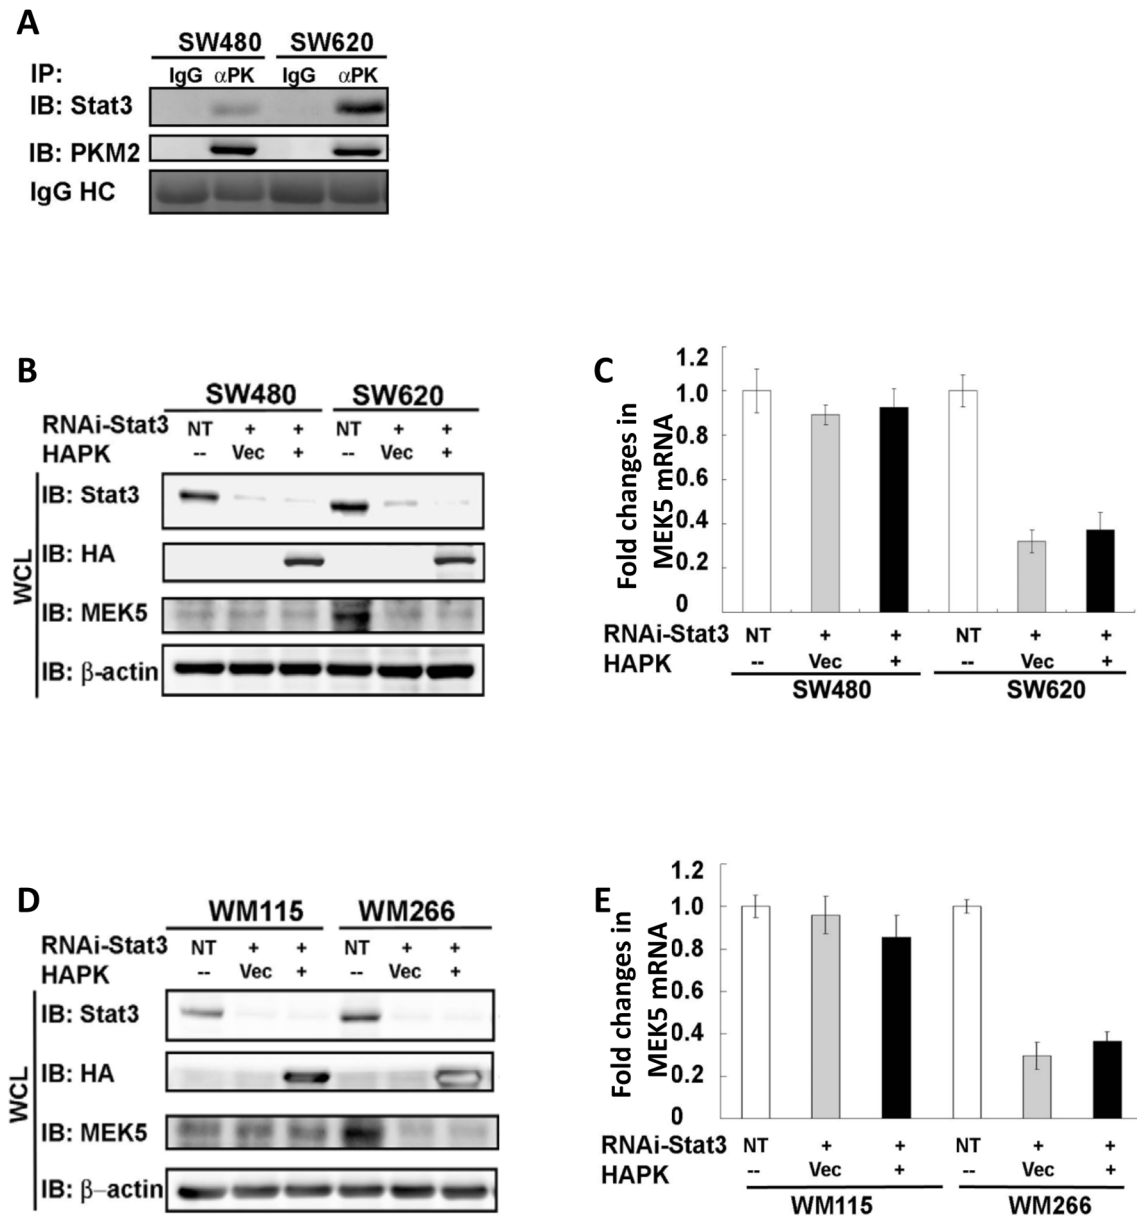 A
SW480 SW620
IP: IgG αPK IgG αPK
IB: Stat3
IB: PKM2
IgG HC
B
SW480 SW620
RNAi-Stat3 NT + + NT + +
HAPK -- Vec + -- Vec +
WCL
IB: Stat3
IB: HA
IB: MEK5
IB: β-actin
C
Fold changes in
MEK5 mRNA
1.2
1.0
0.8
0.6
0.4
0.2
0
RNAi-Stat3 NT + + NT + +
HAPK -- Vec + -- Vec +
SW480 SW620
D
WM115 WM266
RNAi-Stat3 NT + + NT + +
HAPK -- Vec + -- Vec +
WCL
IB: Stat3
IB: HA
IB: MEK5
IB: β–actin
E
Fold changes in
MEK5 mRNA
1.2
1.0
0.8
0.6
0.4
0.2
0
RNAi-Stat3 NT + + NT + +
HAPK -- Vec + -- Vec +
WM115 WM266